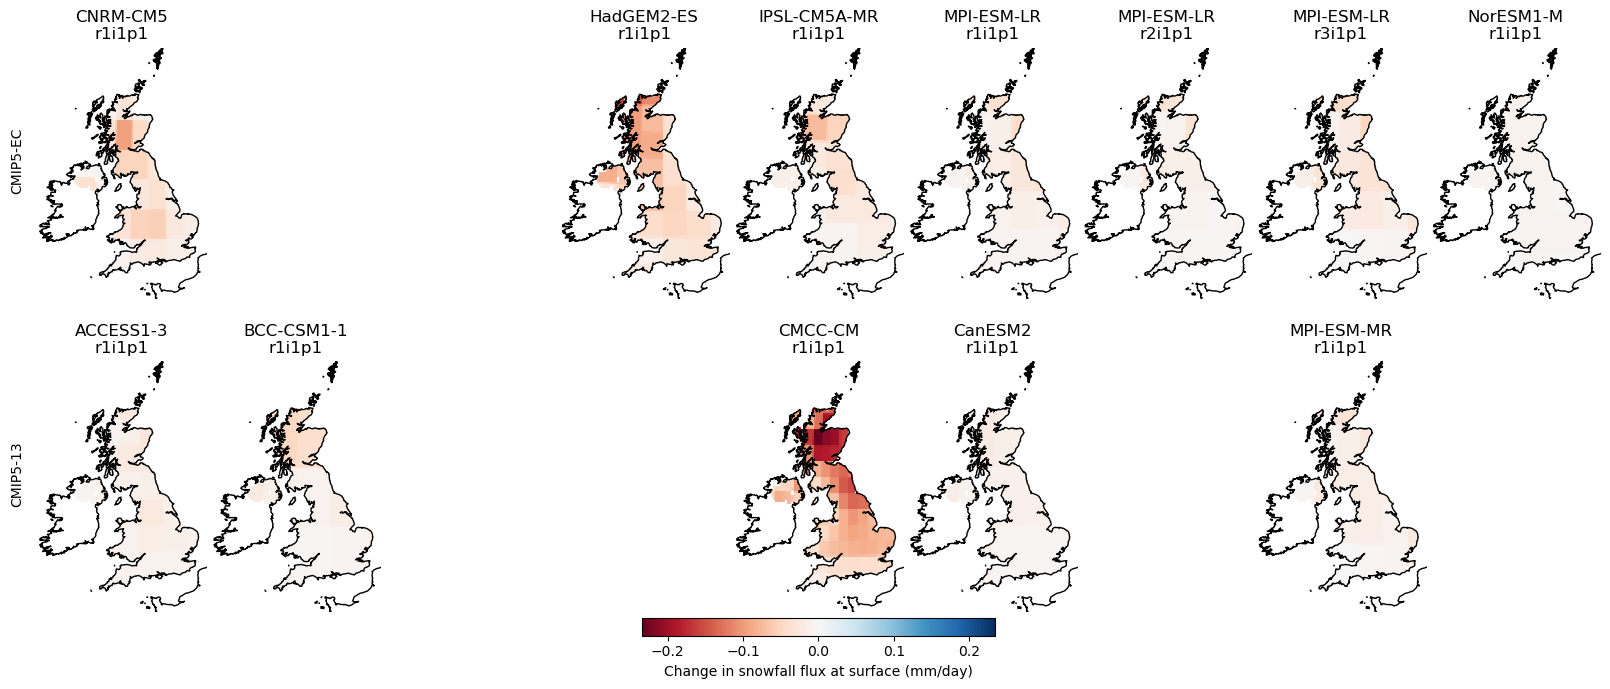 CNRM-CM5
r1i1p1
HadGEM2-ES
r1i1p1
IPSL-CM5A-MR
r1i1p1
MPI-ESM-LR
r1i1p1
MPI-ESM-LR
r2i1p1
MPI-ESM-LR
r3i1p1
NorESM1-M
r1i1p1
CMIP5-EC
ACCESS1-3
r1i1p1
BCC-CSM1-1
r1i1p1
CMCC-CM
r1i1p1
CanESM2
r1i1p1
MPI-ESM-MR
r1i1p1
CMIP5-13
−0.2 −0.1 0.0 0.1 0.2
Change in snowfall flux at surface (mm/day)